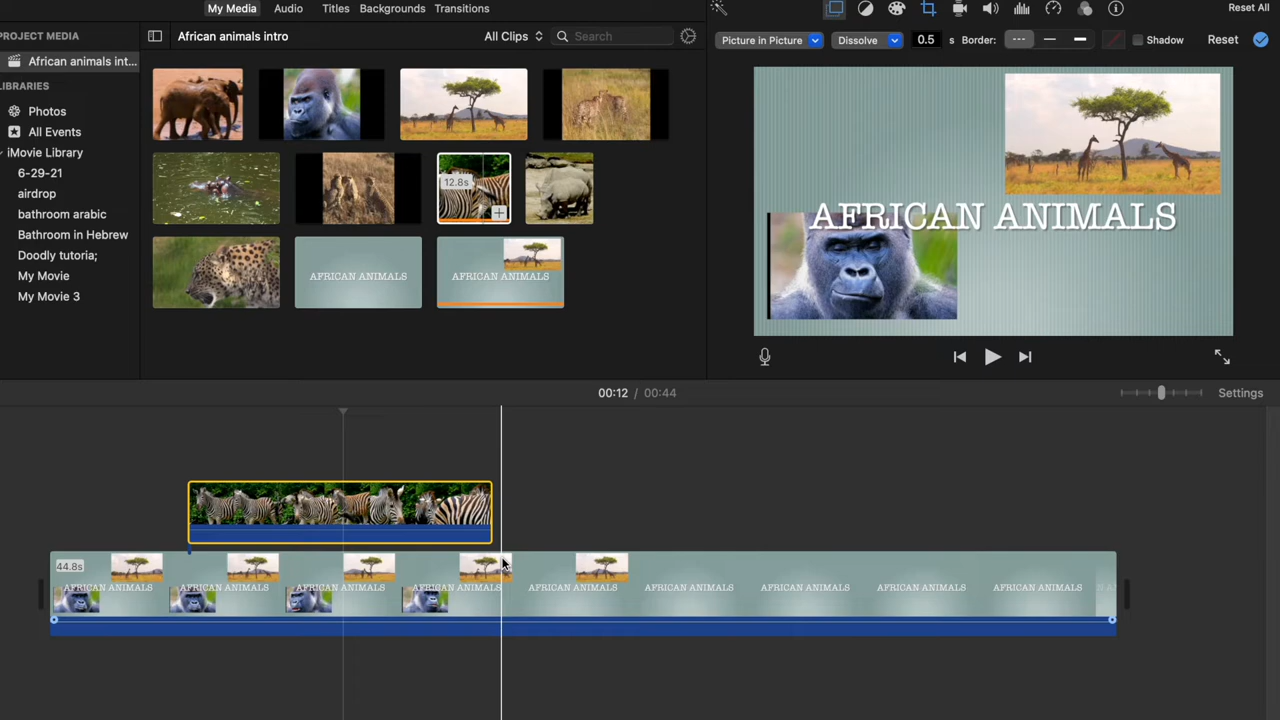 My Media Audio Titles Backgrounds Transitions
Reset All
PROJECT MEDIA
African animals intro
All Clips
Search
Picture in Picture
Dissolve
0.5 s
Border:
Shadow
Reset
African animals int...
LIBRARIES
Photos
All Events
iMovie Library
6-29-21
airdrop
bathroom arabic
Bathroom in Hebrew
Doodly tutoria;
My Movie
My Movie 3
12.8s
AFRICAN ANIMALS
AFRICAN ANIMALS
AFRICAN ANIMALS
00:12 / 00:44
Settings
44.8s
AFRICAN ANIMALS
AFRICAN ANIMALS
AFRICAN ANIMALS
AFRICAN ANIMALS
AFRICAN ANIMALS
AFRICAN ANIMALS
AFRICAN ANIMALS
AFRICAN ANIMALS
AFRICAN ANIMALS